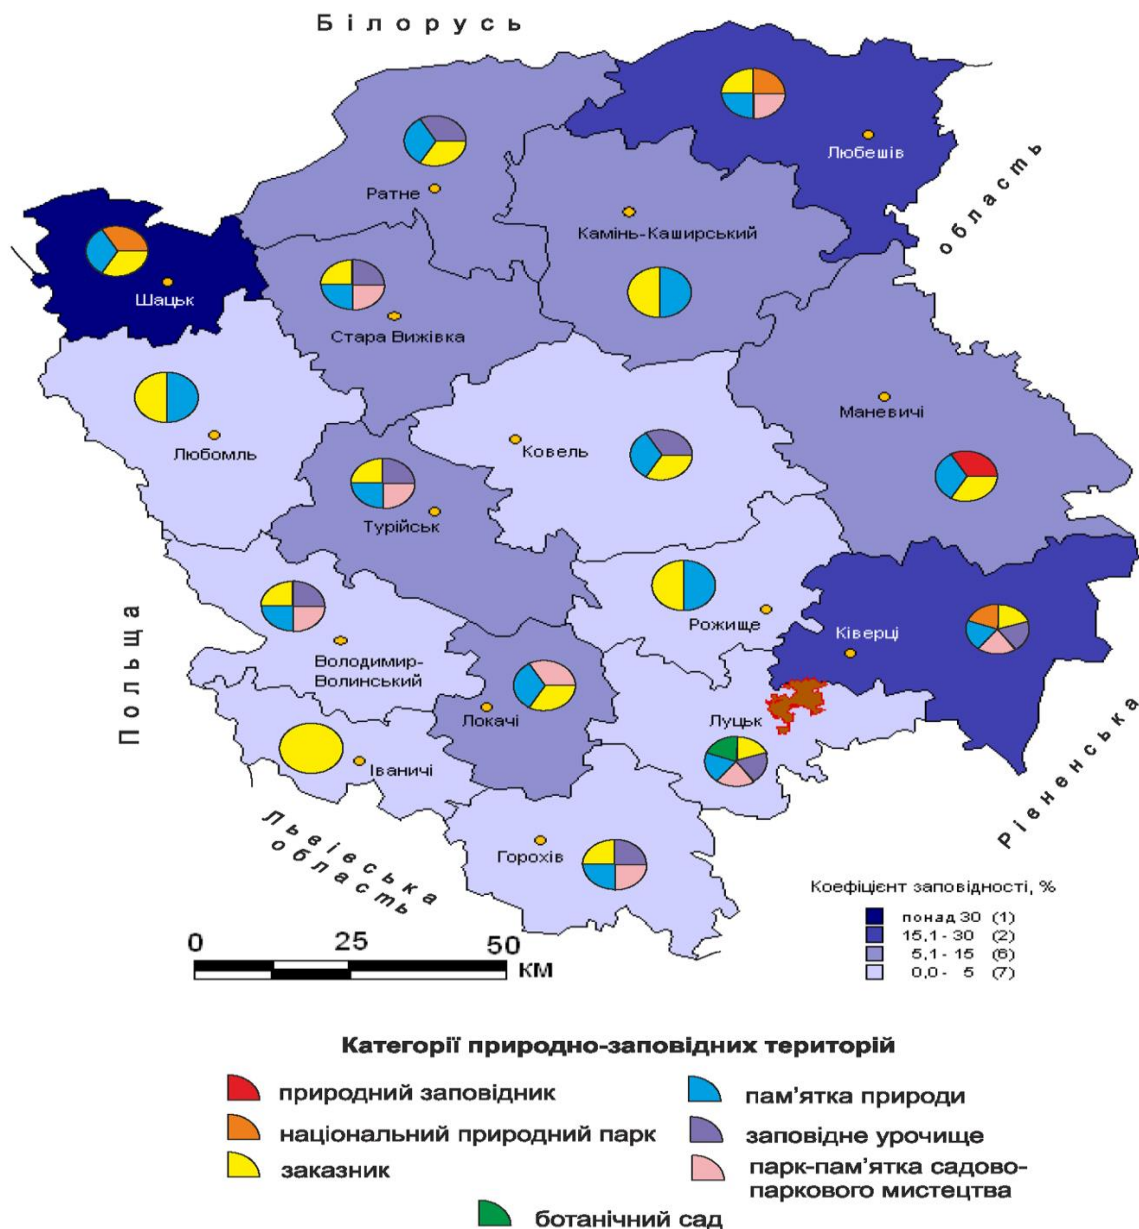 Білорусь
Любешів
область
Ратне
Камінь-Каширський
Шацьк
Стара Вижівка
Маневичі
Любомль
Ковель
Турійськ
Рожище
Ківерці
Польща
Володимир-
Волинський
Локачі
Луцьк
Іваничі
Рівненська
Львівська
область
Горохів
Коефіцієнт заповідності, %
понад 30 (1)
15,1 - 30 (2)
5,1 - 15 (6)
0,0 - 5 (7)
0 25 50
км
Категорії природно-заповідних територій
природний заповідник
національний природний парк
заказник
пам'ятка природи
заповідне урочище
парк-пам'ятка садово-
паркового мистецтва
ботанічний сад